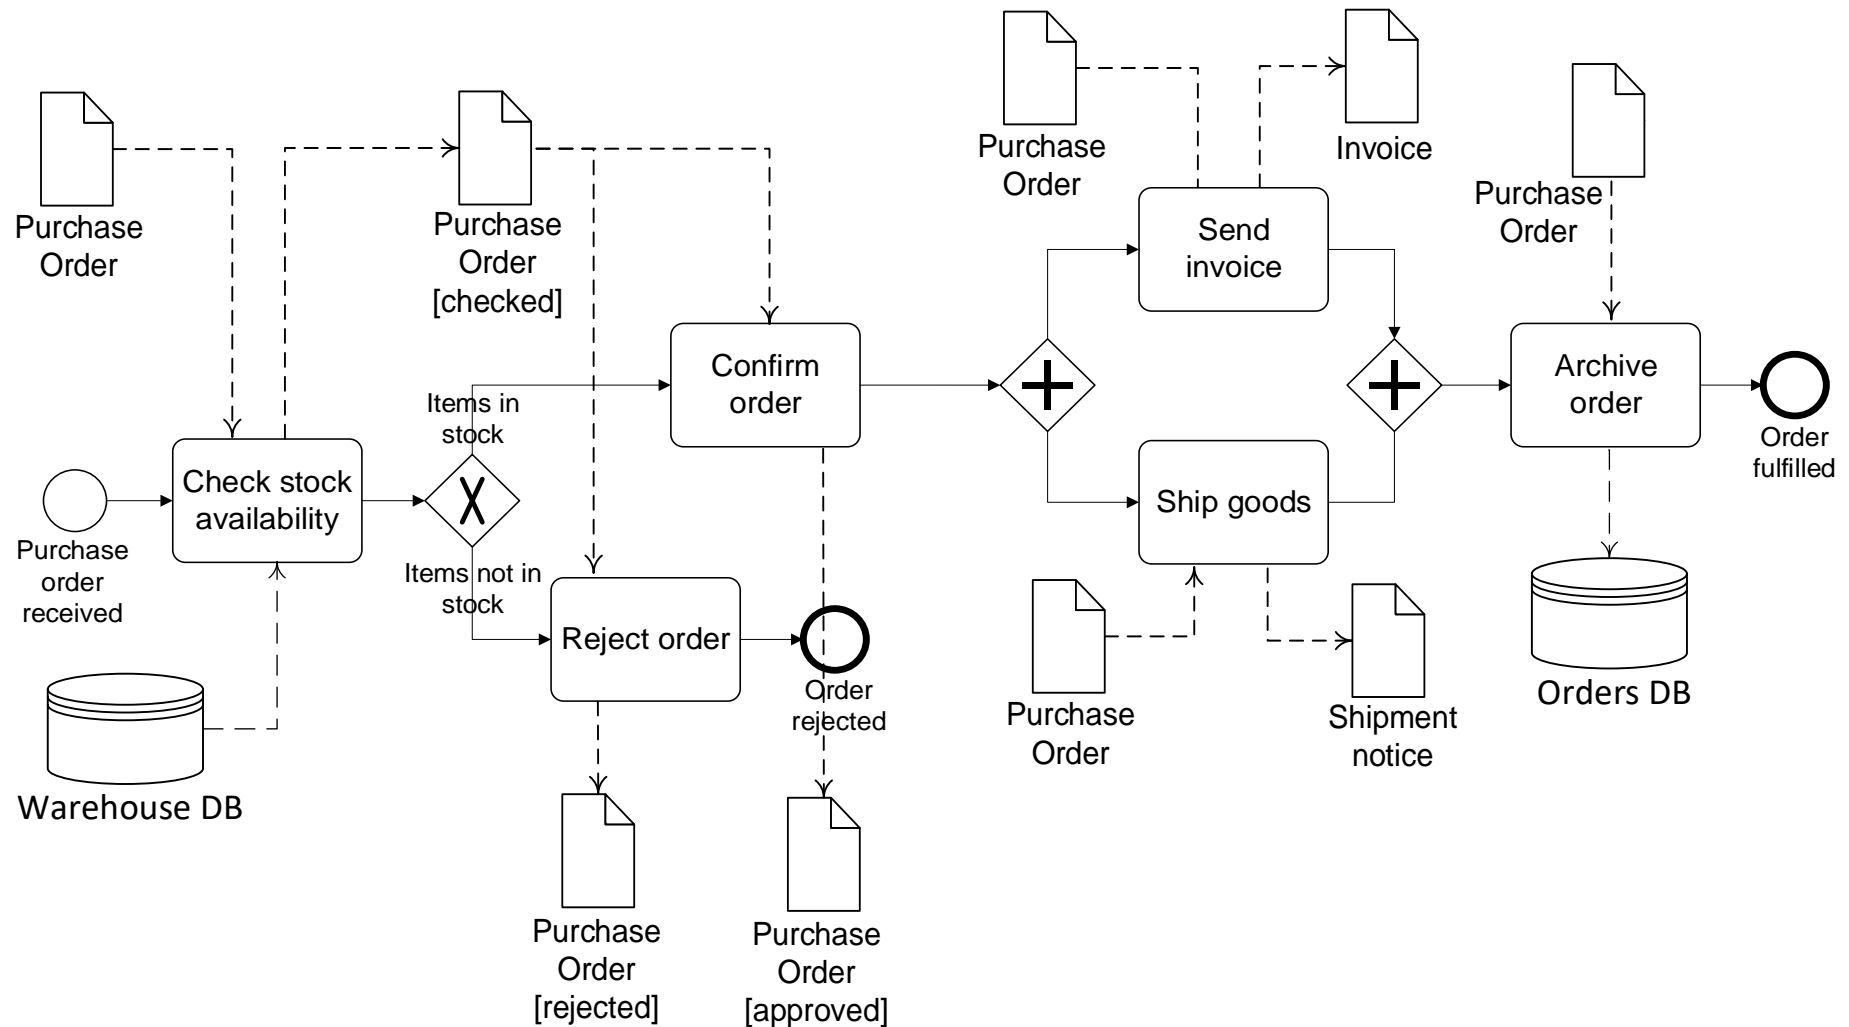 Purchase
Order
Purchase
Order
[checked]
Purchase
Order
Invoice
Purchase
Order
Send
invoice
Confirm
order
Archive
order
Items in
stock
Order
fulfilled
Check stock
availability
X
Ship goods
Purchase
order
received
Items not in
stock
Reject order
Order
rejected
Purchase
Order
Shipment
notice
Orders DB
Warehouse DB
Purchase
Order
[rejected]
Purchase
Order
[approved]